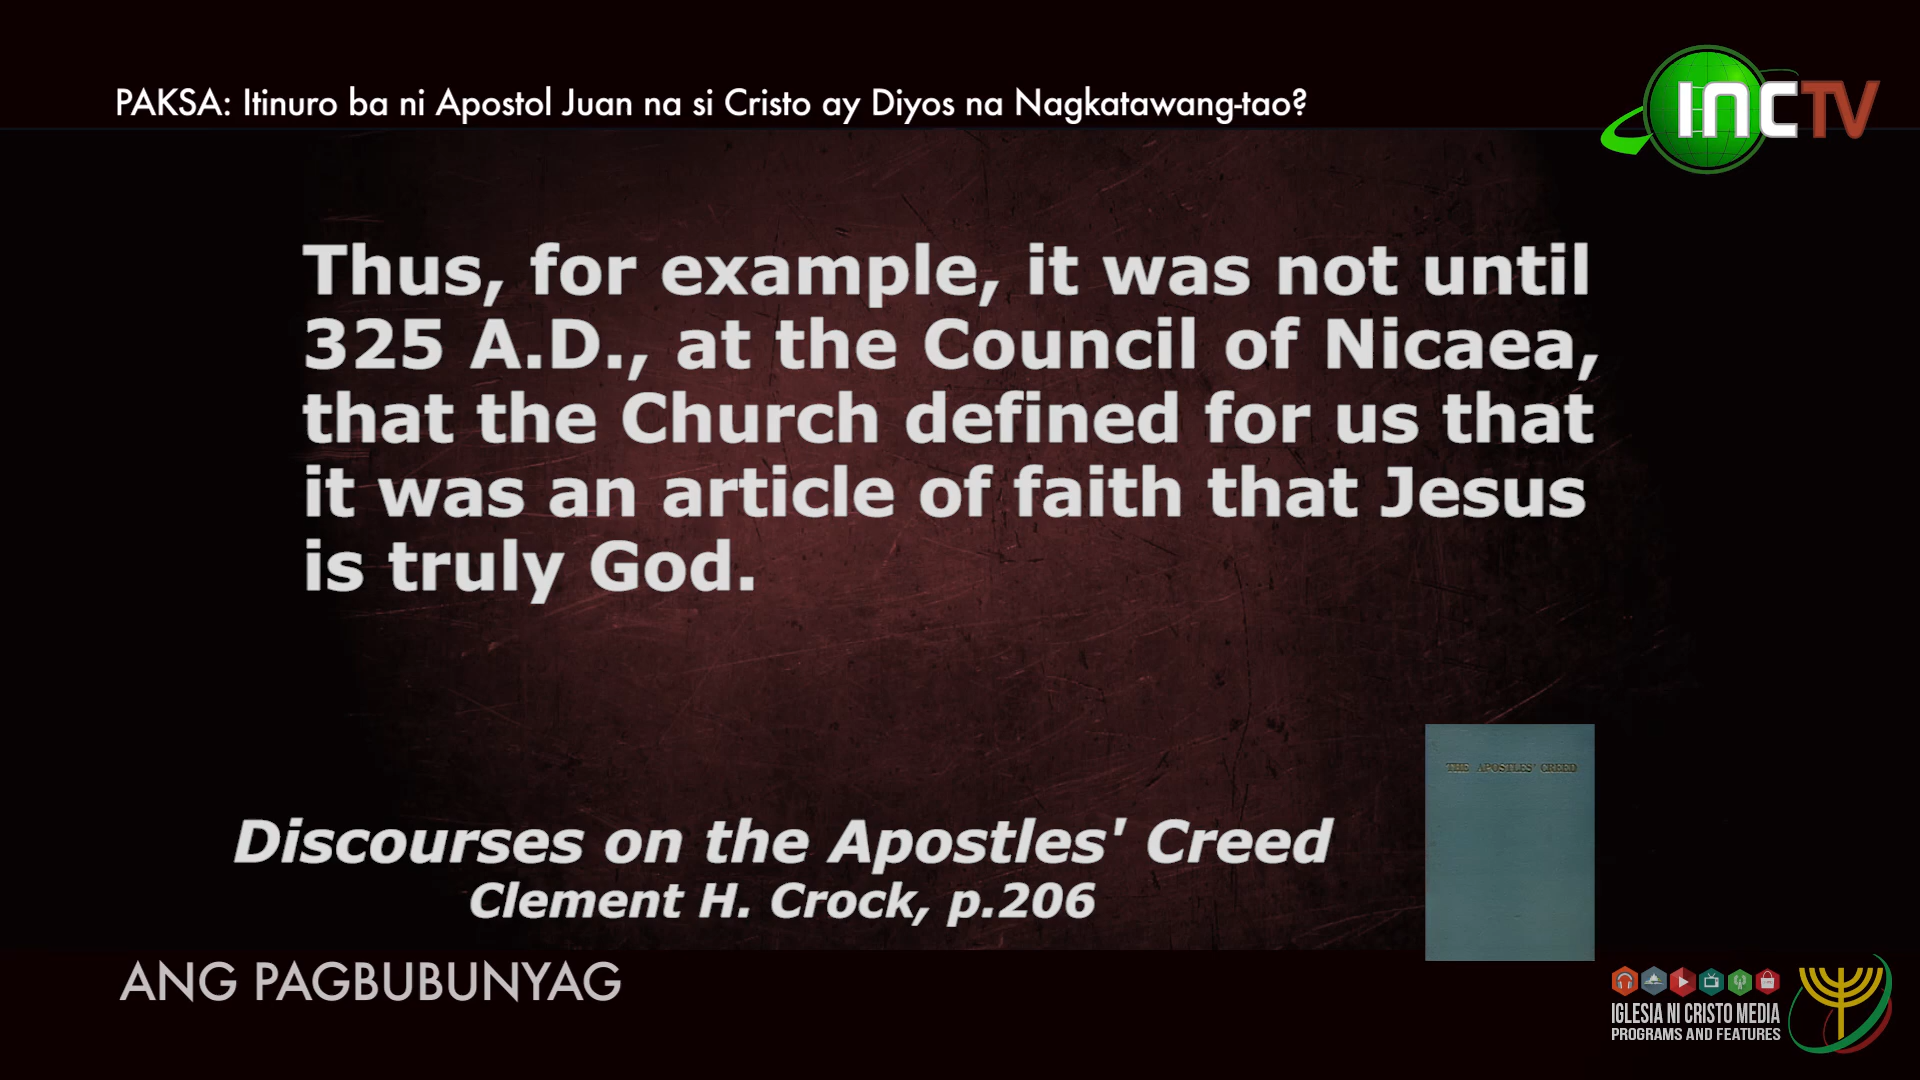 PAKSA: Itinuro ba ni Apostol Juan na si Cristo ay Diyos na Nagkatawang-tao?
INCTV
Thus, for example, it was not until
325 A.D., at the Council of Nicaea,
that the Church defined for us that
it was an article of faith that Jesus
is truly God.
THE APOSTLES' CREED
Discourses on the Apostles' Creed
Clement H. Crock, p.206
ANG PAGBUBUNYAG
IGLESIA NI CRISTO MEDIA
PROGRAMS AND FEATURES